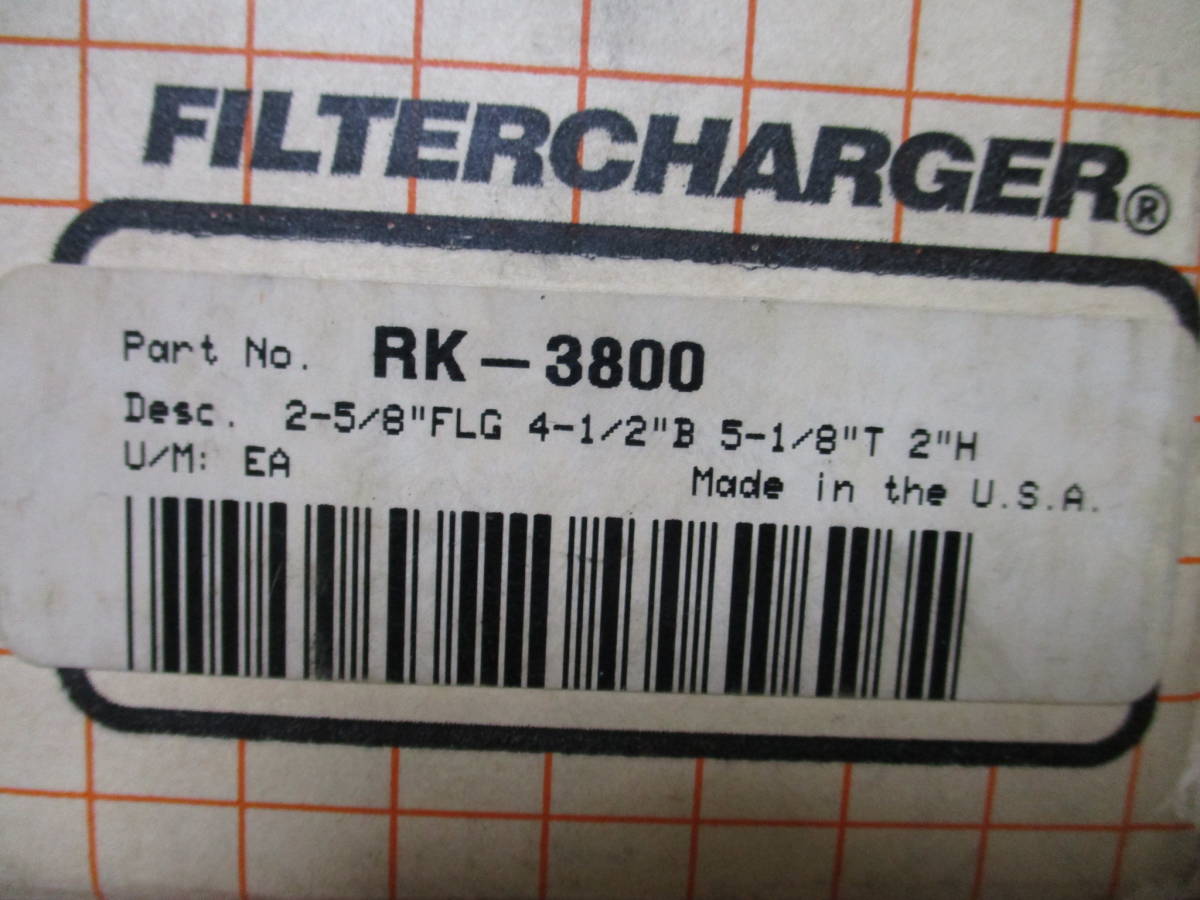 FILTERCHARGER®
Part No. RK-3800
Desc. 2-5/8"FLG 4-1/2"B 5-1/8"T 2"H
U/M: EA
Made in the U.S.A.